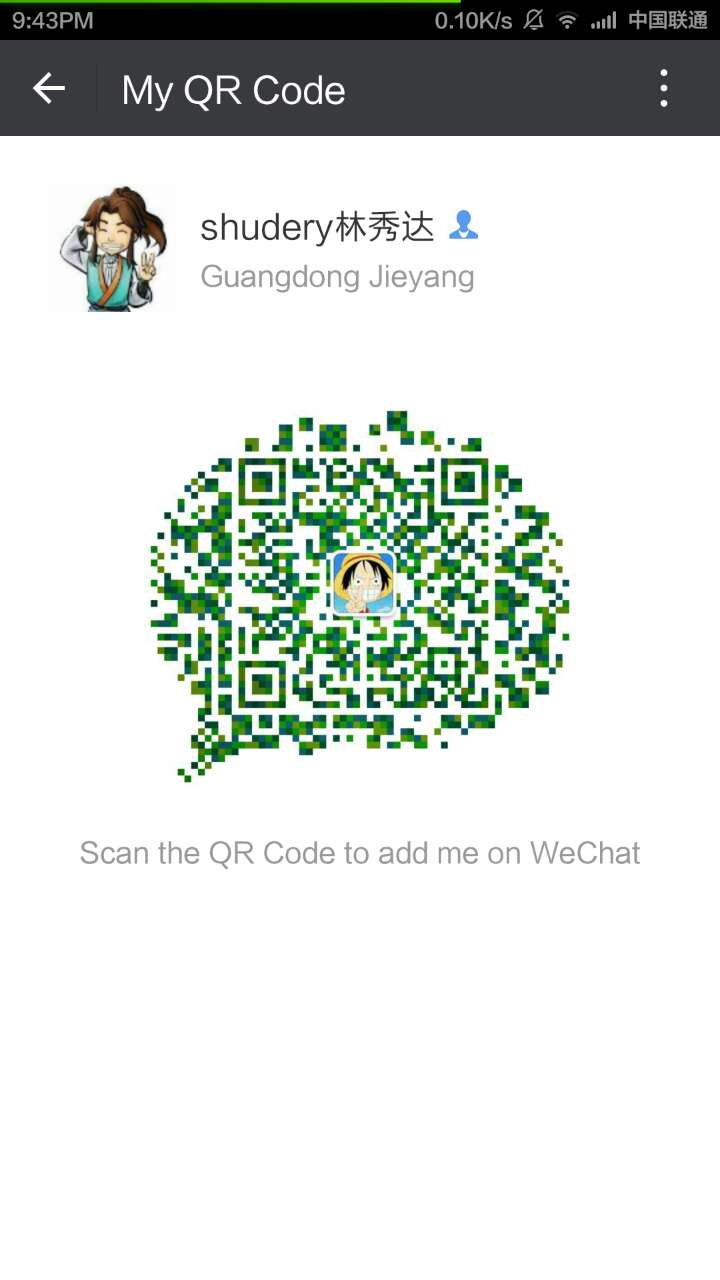 9:43PM 0.10K/s 中国联通
My QR Code
shudery林秀达
Guangdong Jieyang
Scan the QR Code to add me on WeChat